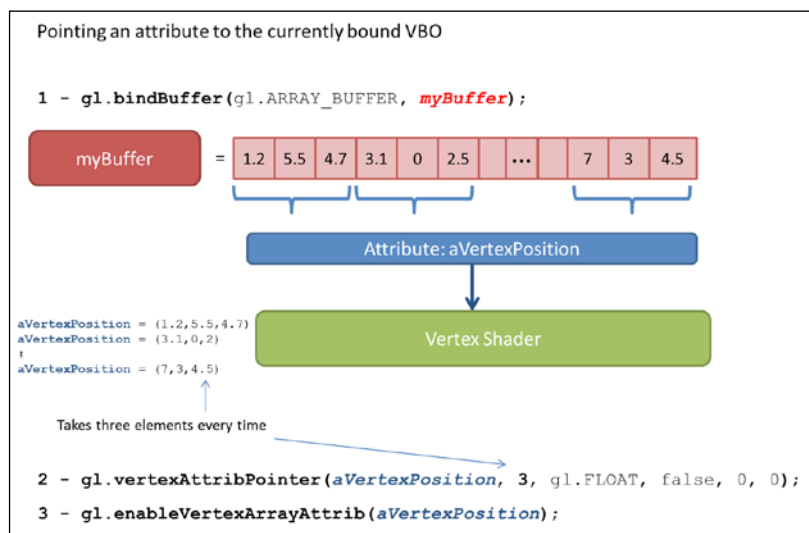 Pointing an attribute to the currently bound VBO
1 - gl.bindBuffer(gl.ARRAY_BUFFER, myBuffer);
myBuffer = 1.2 5.5 4.7 3.1 0 2.5 ... 7 3 4.5
Attribute: aVertexPosition
Vertex Shader
aVertexPosition = (1.2,5.5,4.7)
aVertexPosition = (3.1,0,2)
:
aVertexPosition = (7,3,4.5)
Takes three elements every time
2 - gl.vertexAttribPointer(aVertexPosition, 3, gl.FLOAT, false, 0, 0);
3 - gl.enableVertexArrayAttrib(aVertexPosition);